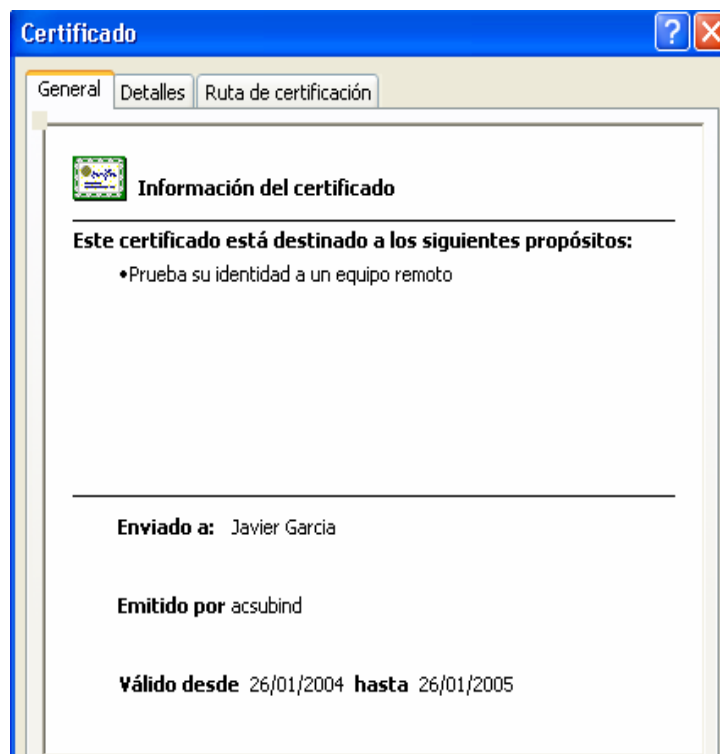 Certificado
General Detalles Ruta de certificación
Información del certificado
Este certificado está destinado a los siguientes propósitos:
•Prueba su identidad a un equipo remoto
Enviado a: Javier Garcia
Emitido por acsubind
Válido desde 26/01/2004 hasta 26/01/2005